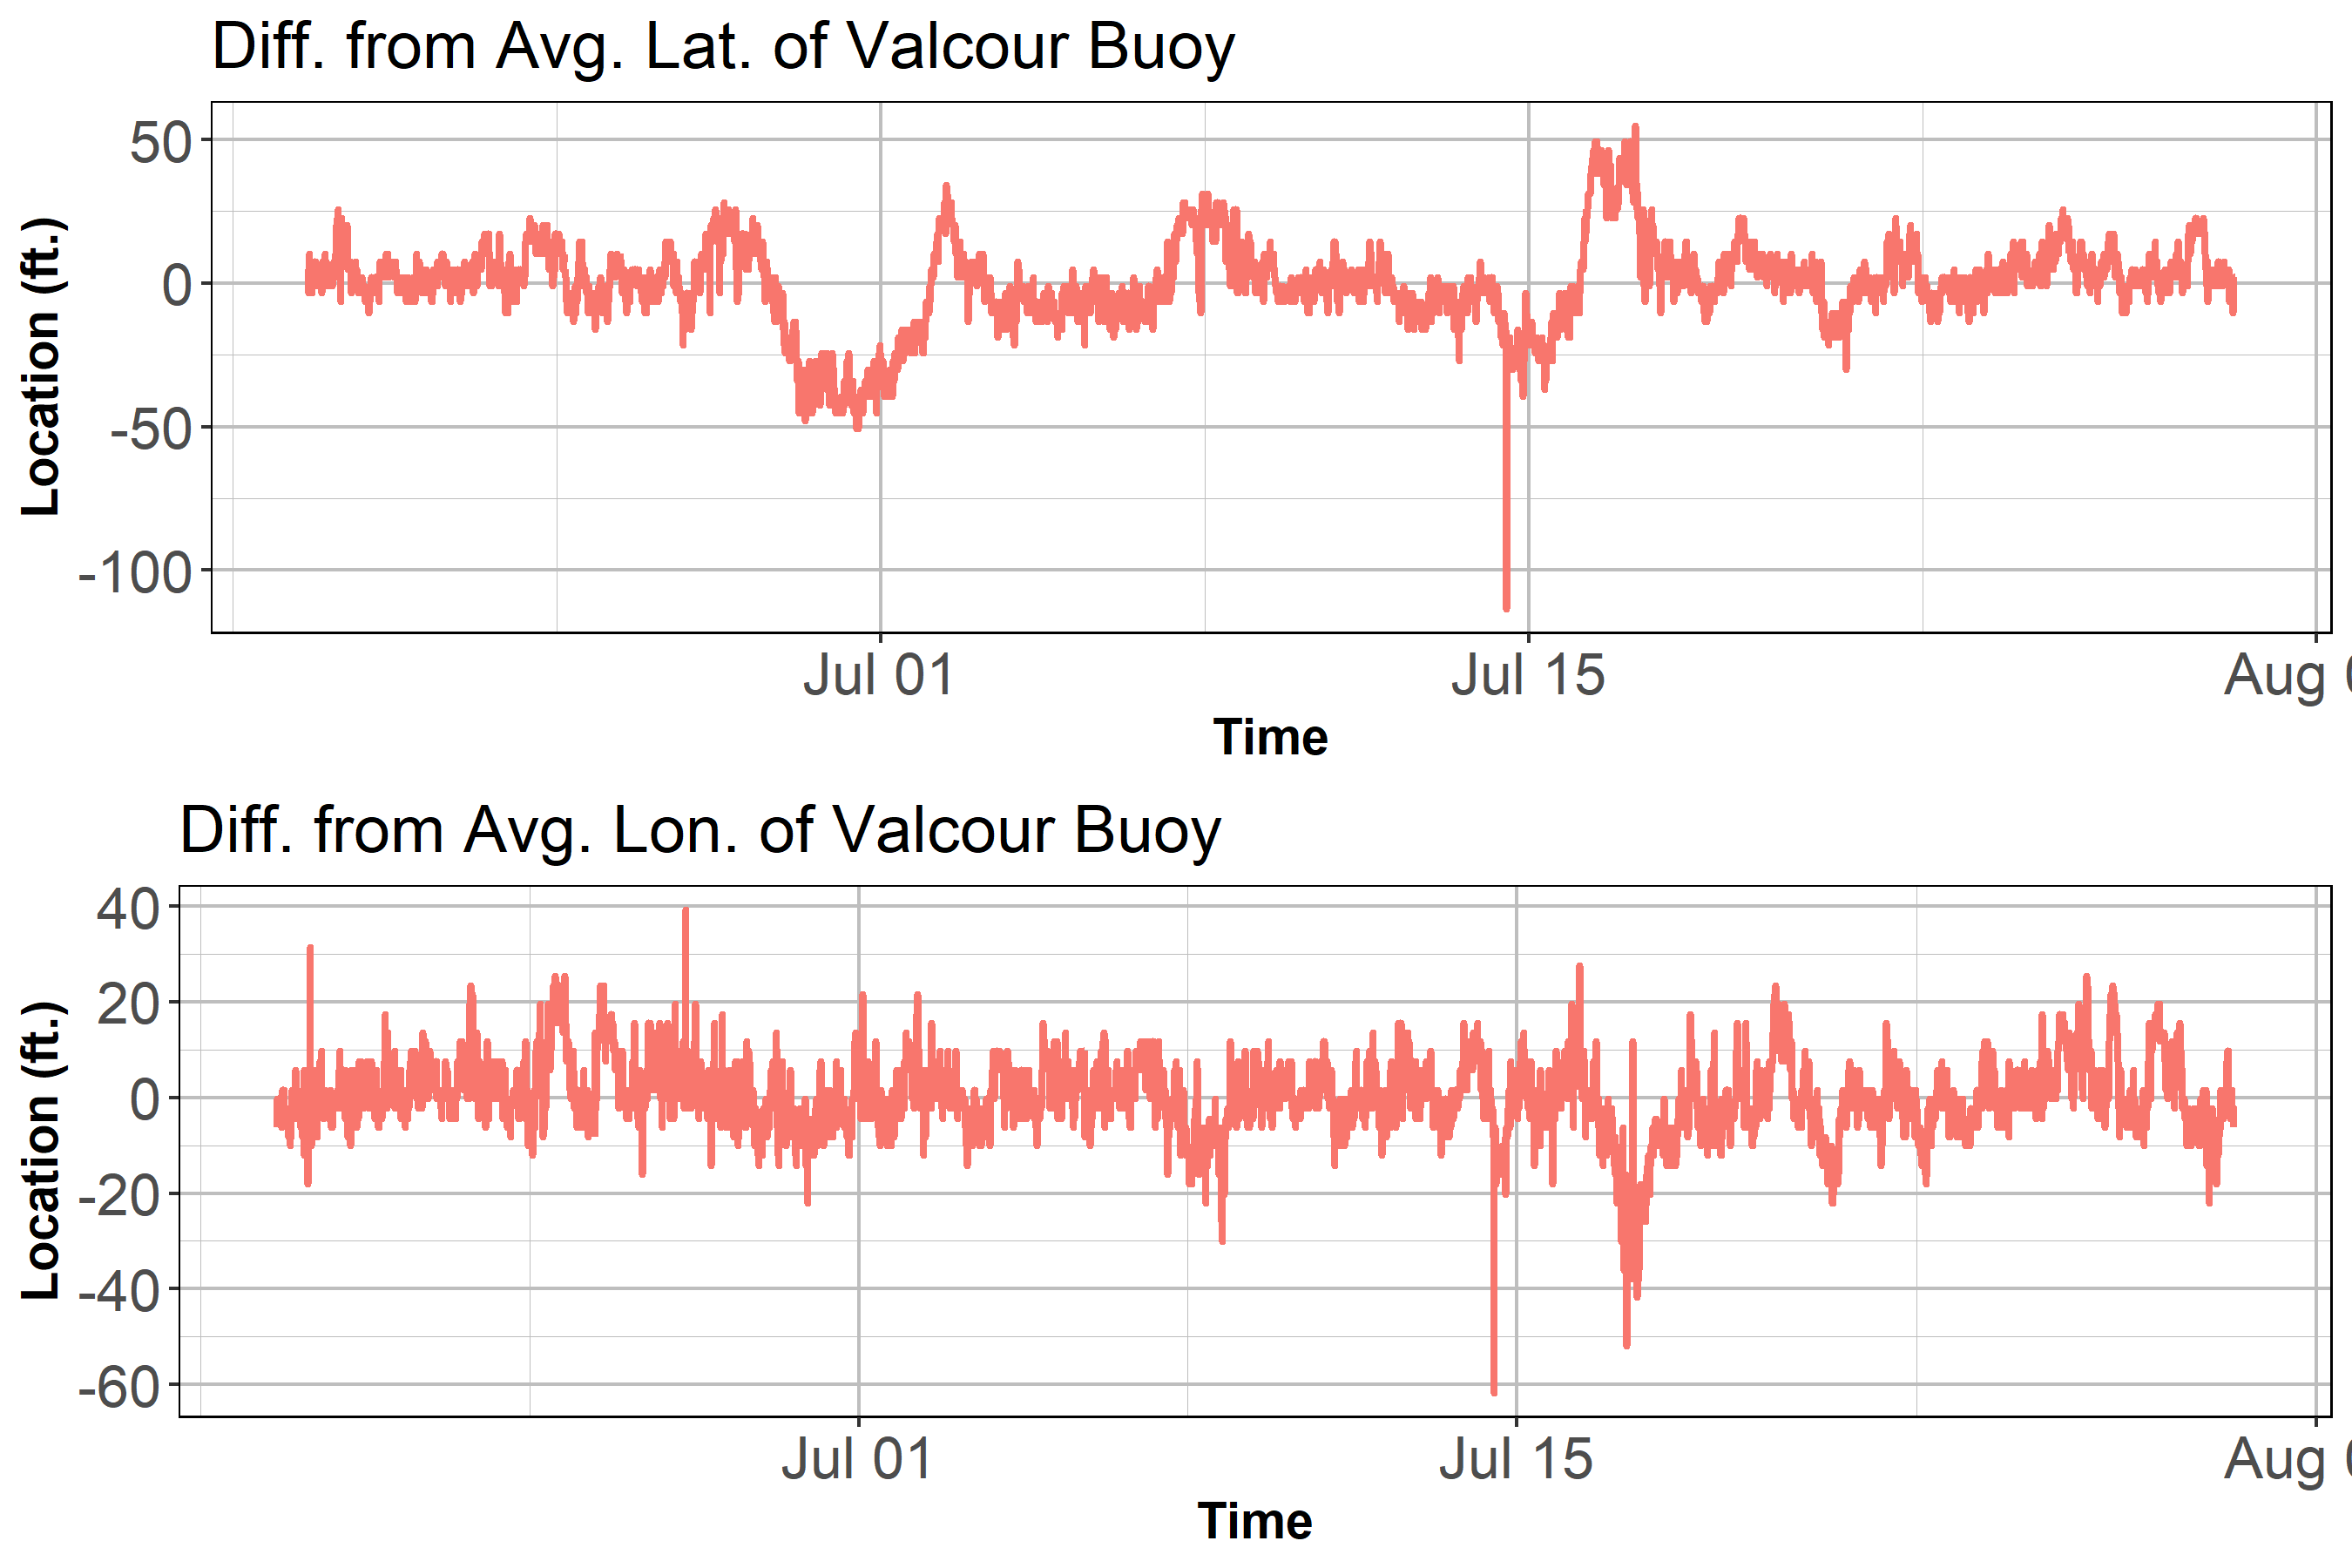 Diff. from Avg. Lat. of Valcour Buoy
Location (ft.)
50
0
-50
-100
Jul 01
Jul 15
Aug
Time
Diff. from Avg. Lon. of Valcour Buoy
Location (ft.)
40
20
0
-20
-40
-60
Jul 01
Jul 15
Aug
Time